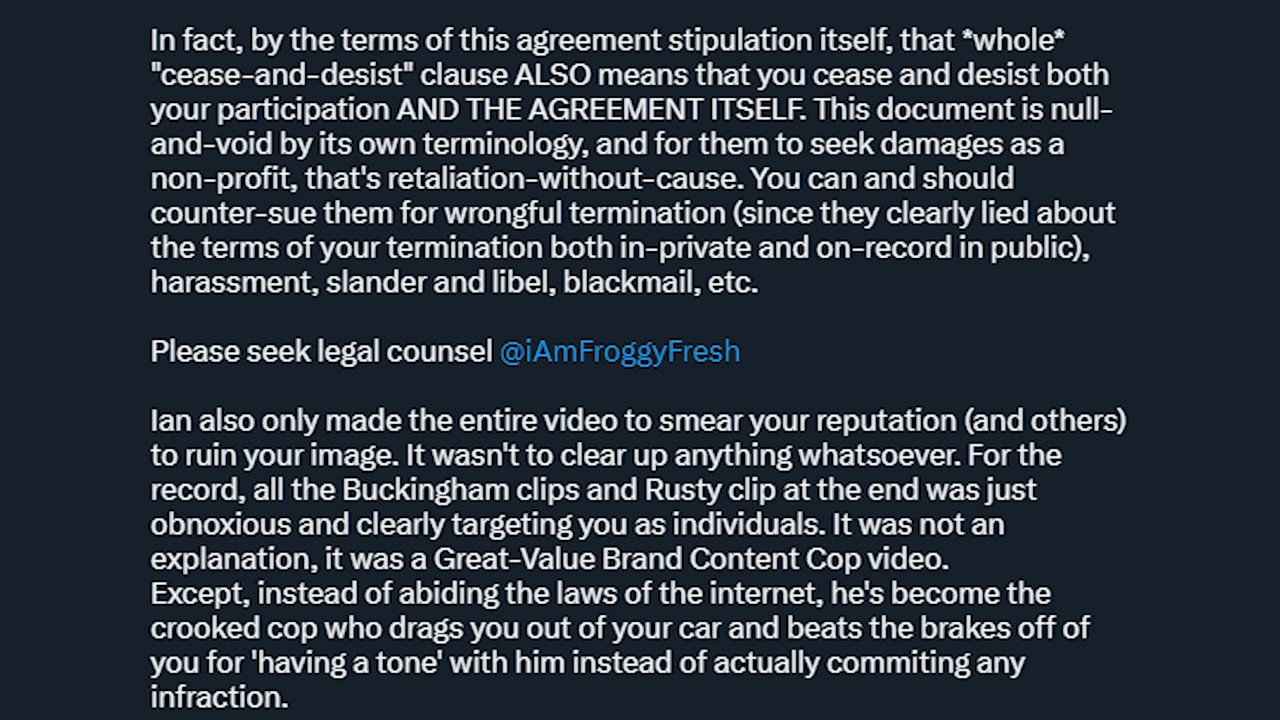 In fact, by the terms of this agreement stipulation itself, that *whole*
"cease-and-desist" clause ALSO means that you cease and desist both
your participation AND THE AGREEMENT ITSELF. This document is null-
and-void by its own terminology, and for them to seek damages as a
non-profit, that's retaliation-without-cause. You can and should
counter-sue them for wrongful termination (since they clearly lied about
the terms of your termination both in-private and on-record in public),
harassment, slander and libel, blackmail, etc.
Please seek legal counsel @iAmFroggyFresh
Ian also only made the entire video to smear your reputation (and others)
to ruin your image. It wasn't to clear up anything whatsoever. For the
record, all the Buckingham clips and Rusty clip at the end was just
obnoxious and clearly targeting you as individuals. It was not an
explanation, it was a Great-Value Brand Content Cop video.
Except, instead of abiding the laws of the internet, he's become the
crooked cop who drags you out of your car and beats the brakes off of
you for 'having a tone' with him instead of actually commiting any
infraction.